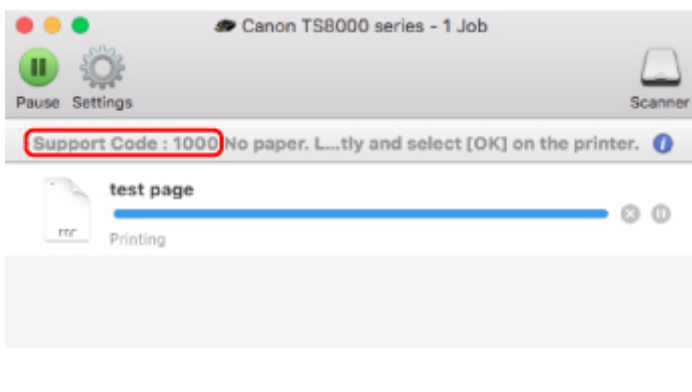 Canon TS8000 series - 1 Job
Pause Settings
Scanner
Support Code : 1000 No paper. L...tly and select [OK] on the printer.
test page
Printing